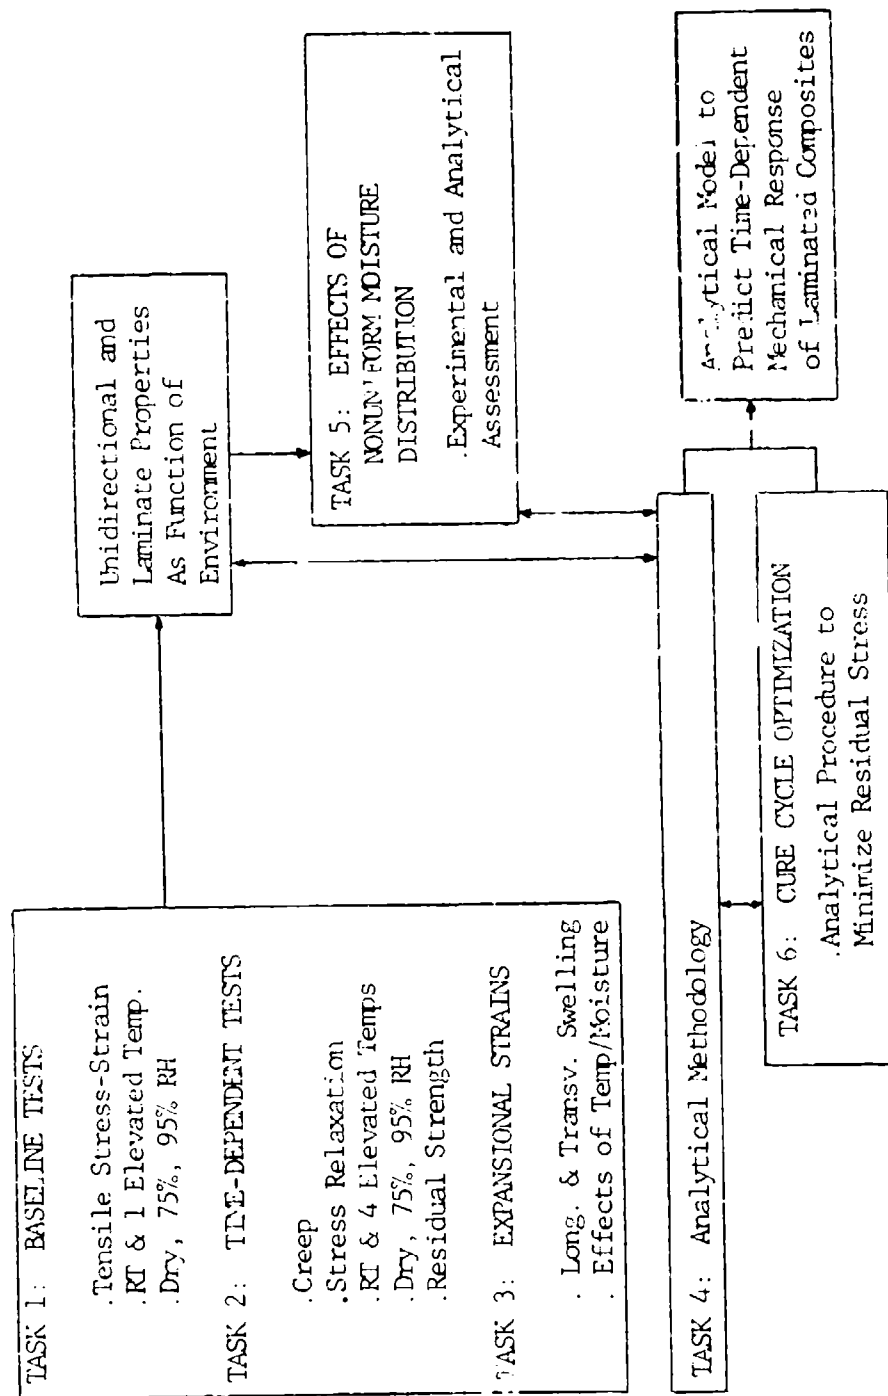 TASK 1: BASELINE TESTS
.Tensile Stress-Strain
.RT & 1 Elevated Temp.
.Dry, 75%, 95% RH
TASK 2: TIME-DEPENDENT TESTS
.Creep
.Stress Relaxation
.RT & 4 Elevated Temps
.Dry, 75%, 95% RH
.Residual Strength
TASK 3: EXPANSIONAL STRAINS
. Long. & Transv. Swelling
. Effects of Temp/Moisture
Unidirectional and
Laminate Properties
As Function of
Environment
TASK 5: EFFECTS OF
NONUNIFORM MOISTURE
DISTRIBUTION
.Experimental and Analytical
Assessment
TASK 4: Analytical Methodology
TASK 6: CURE CYCLE OPTIMIZATION
.Analytical Procedure to
Minimize Residual Stress
Analytical Model to
Predict Time-Dependent
Mechanical Response
of Laminated Composites